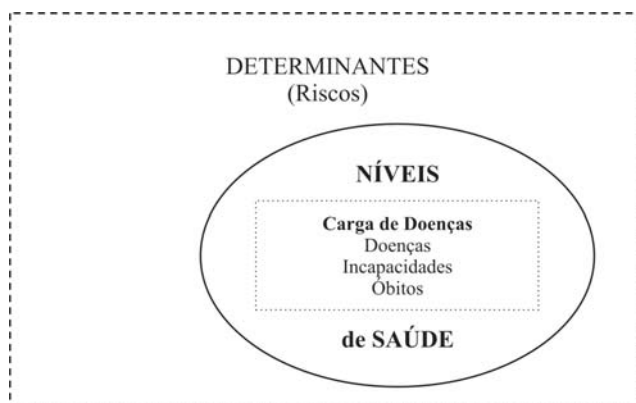 DETERMINANTES
(Riscos)
NÍVEIS
Carga de Doenças
Doenças
Incapacidades
Óbitos
de SAÚDE